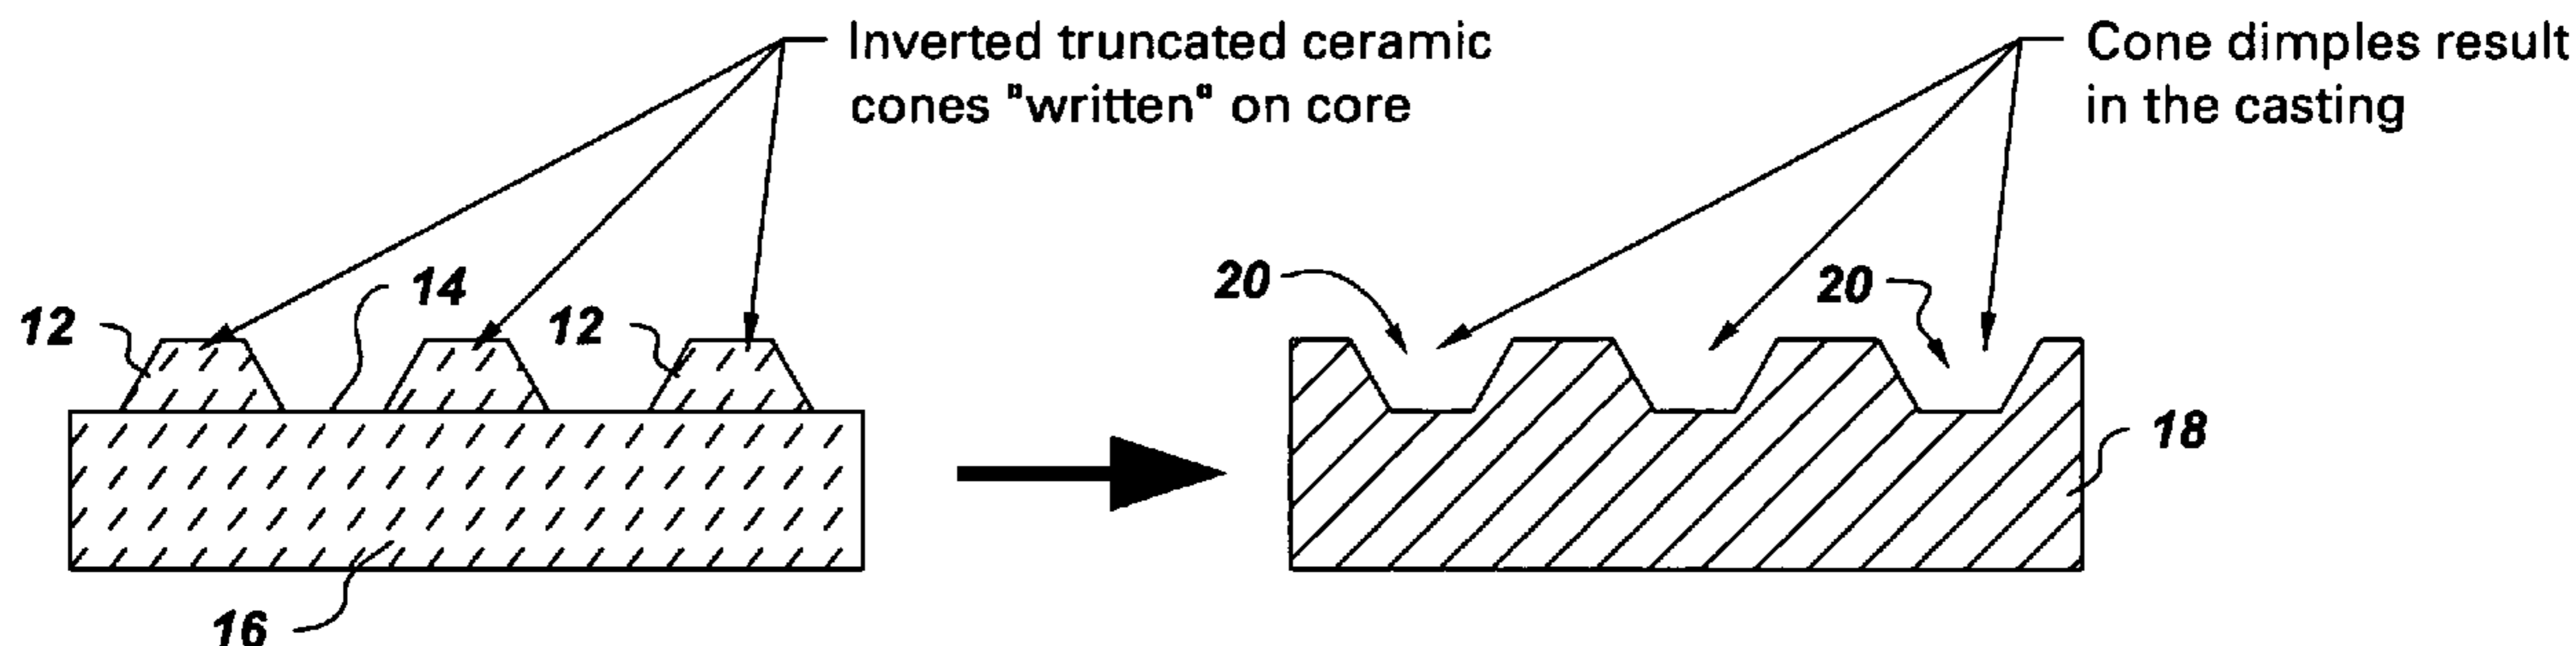 Inverted truncated ceramic
cones "written" on core
Cone dimples result
in the casting
12
14
12
16
20
20
18